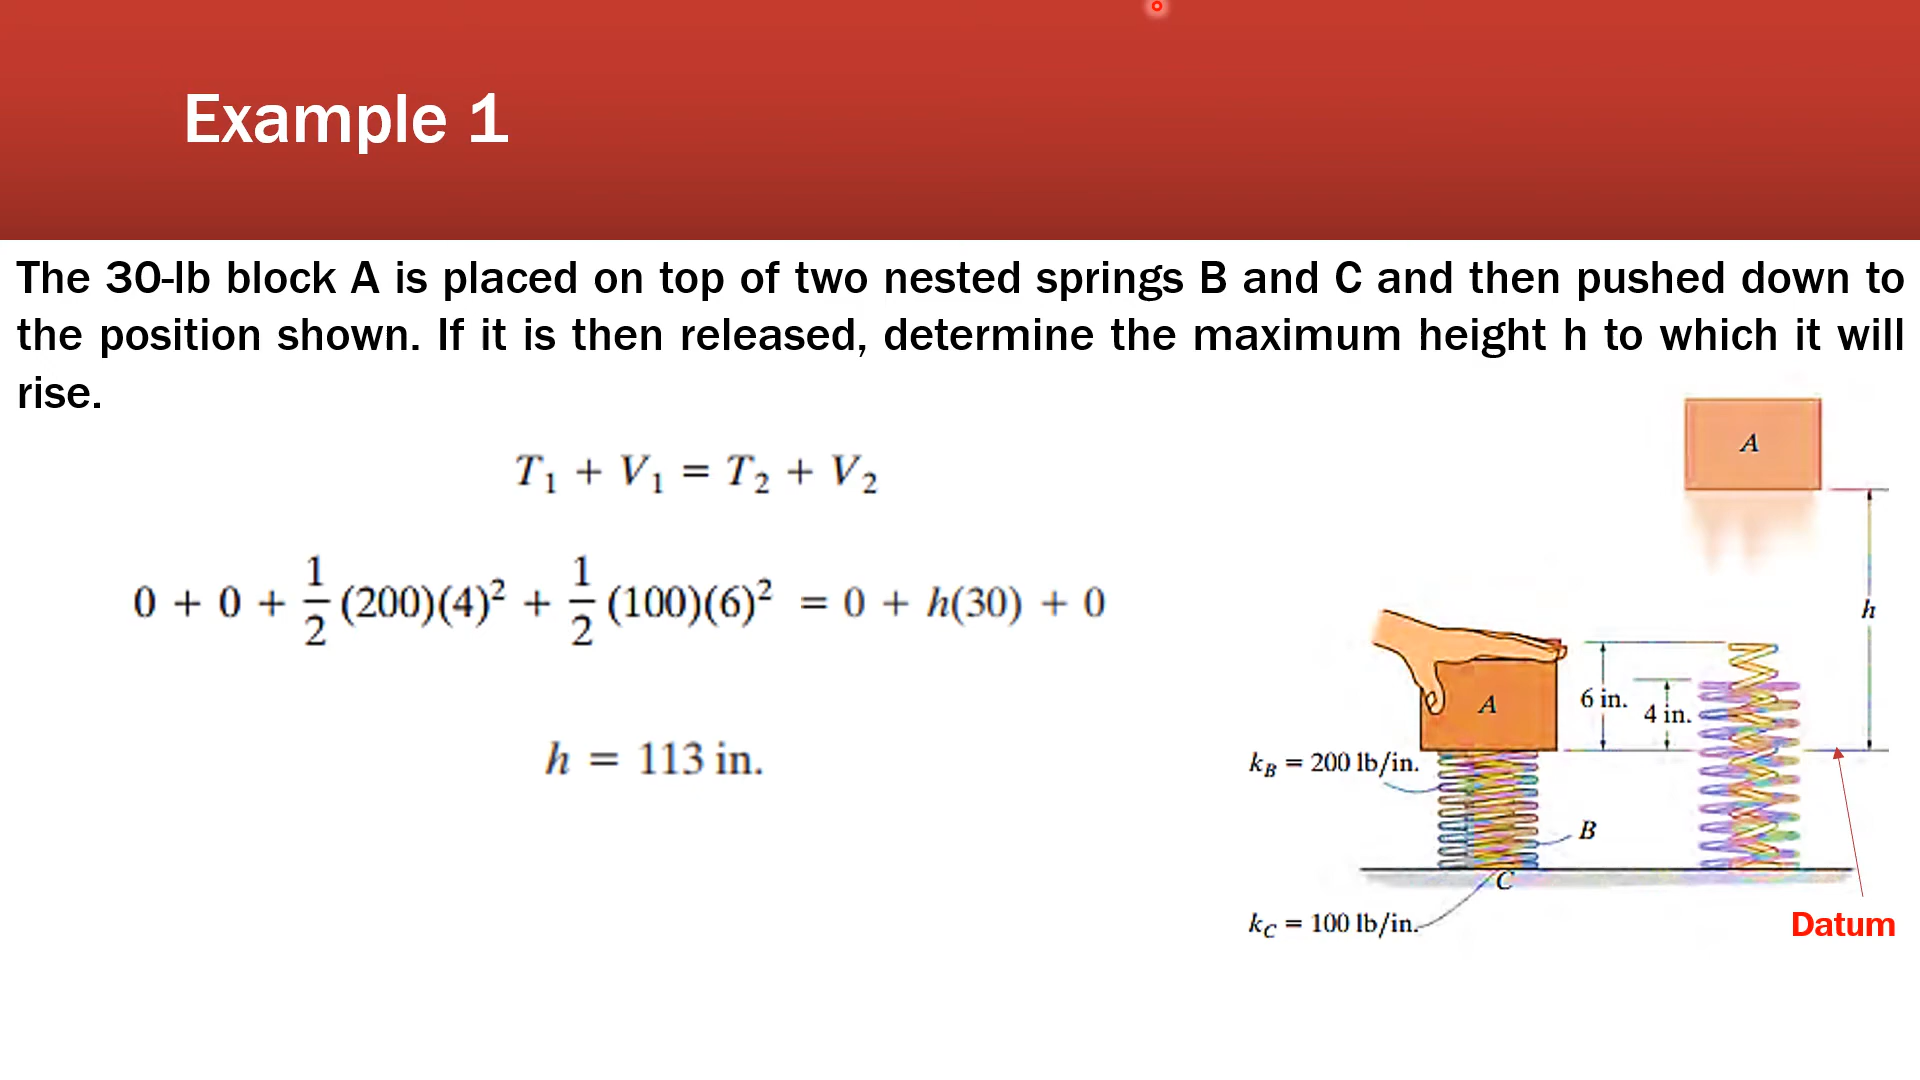 Example 1
The 30-lb block A is placed on top of two nested springs B and C and then pushed down to
the position shown. If it is then released, determine the maximum height h to which it will
rise.
T₁ + V₁ = T₂ + V₂
0 + 0 + 1/2 (200)(4)² + 1/2 (100)(6)² = 0 + h(30) + 0
h = 113 in.
A
h
A
6 in.
4 in.
k_B = 200 lb/in.
B
C
k_C = 100 lb/in.
Datum